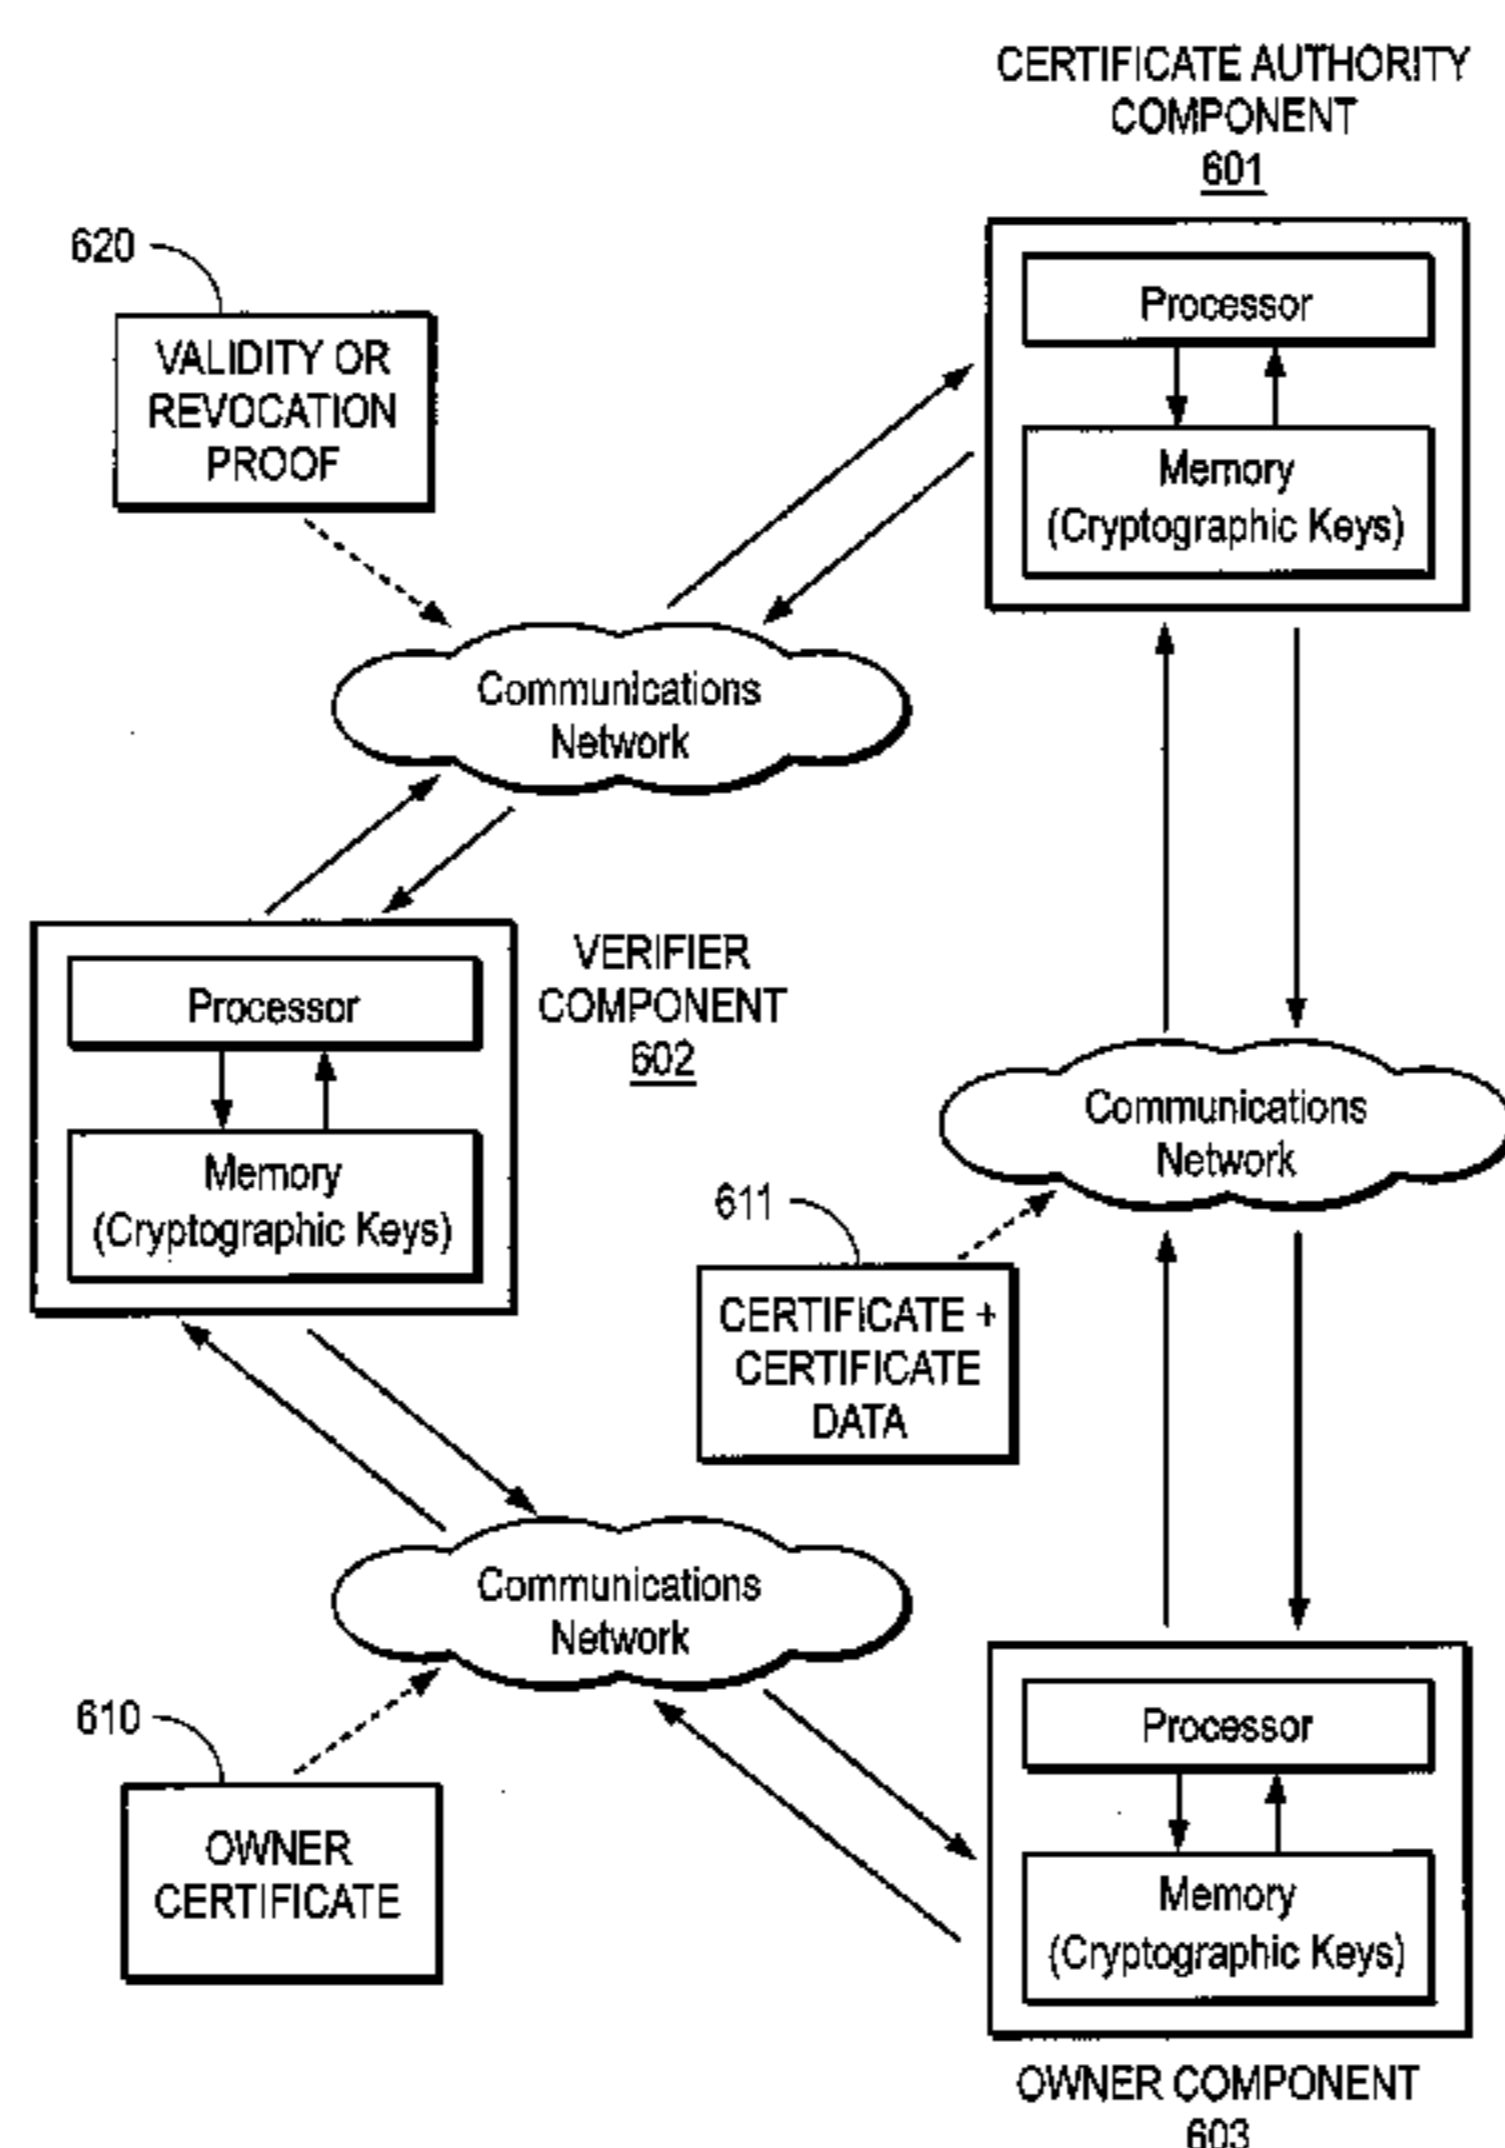 CERTIFICATE AUTHORITY
COMPONENT
601
Processor
Memory
(Cryptographic Keys)
620
VALIDITY OR
REVOCATION
PROOF
Communications
Network
Processor
Memory
(Cryptographic Keys)
VERIFIER
COMPONENT
602
Communications
Network
611
CERTIFICATE +
CERTIFICATE
DATA
Communications
Network
610
OWNER
CERTIFICATE
Processor
Memory
(Cryptographic Keys)
OWNER COMPONENT
603